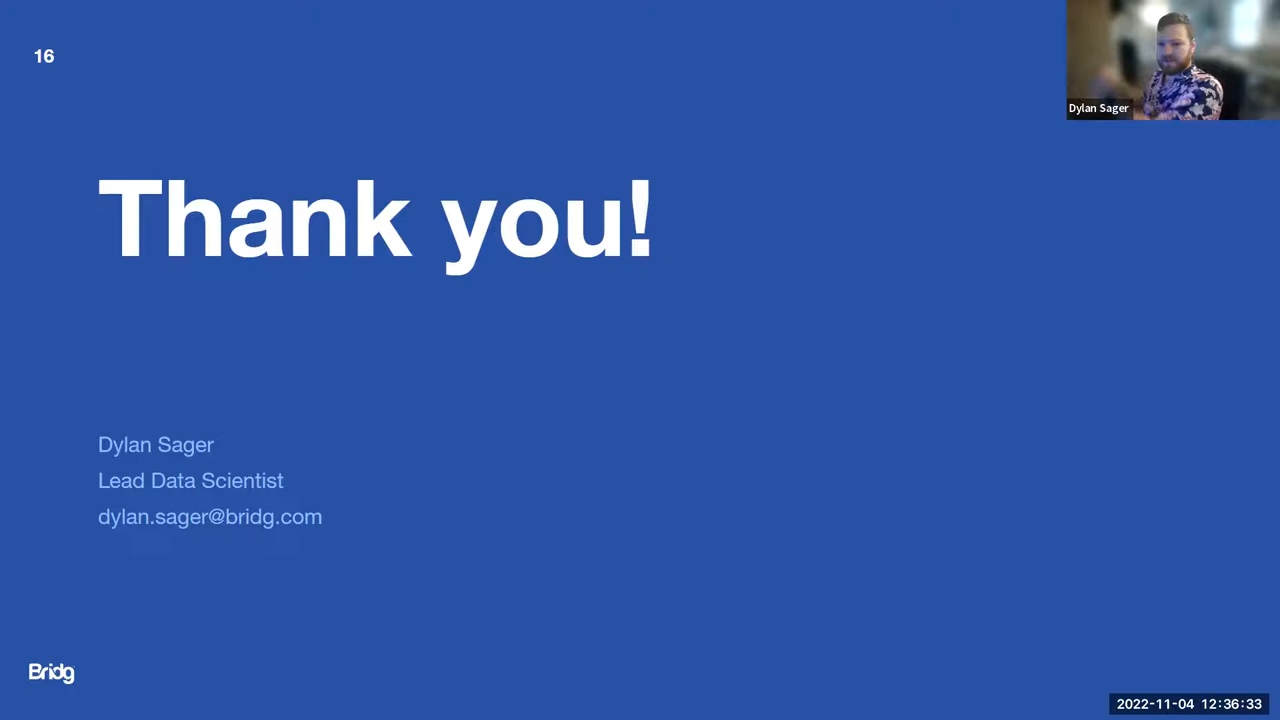 16
Dylan Sager
Thank you!
Dylan Sager
Lead Data Scientist
dylan.sager@bridg.com
Bridg
2022-11-04 12:36:33